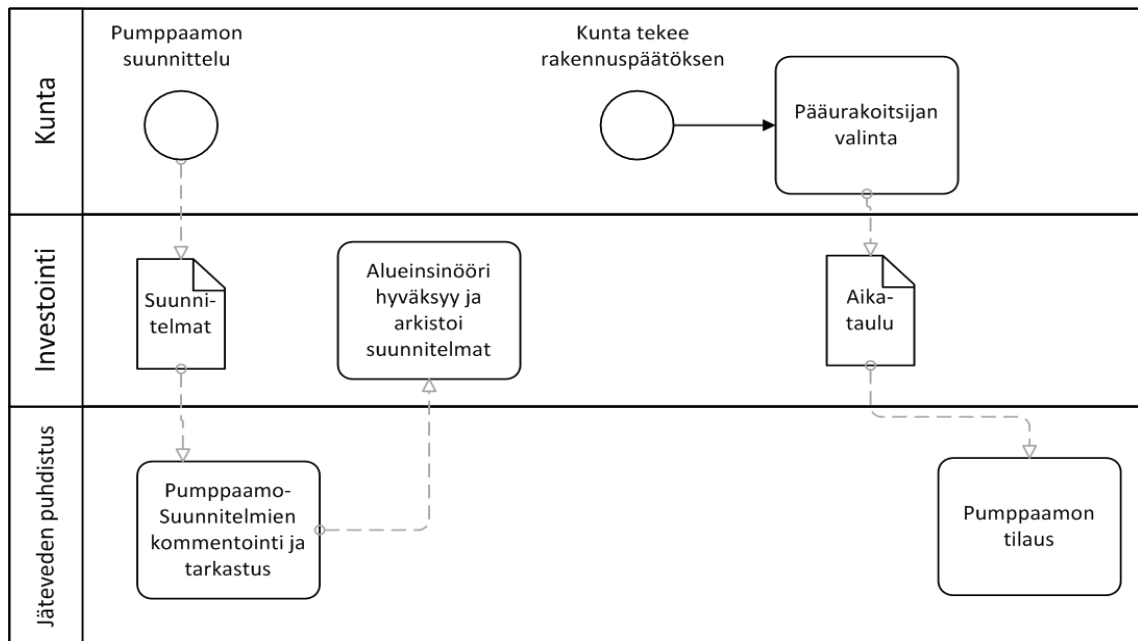 Kunta
Pumppaamon
suunnittelu
Kunta tekee
rakennuspäätöksen
Pääurakoitsijan
valinta
Investointi
Suunni-
telmat
Alueinsinööri
hyväksyy ja
arkistoi
suunnitelmat
Aika-
taulu
Jäteveden puhdistus
Pumppaamo-
Suunnitelmien
kommentointi ja
tarkastus
Pumppaamon
tilaus